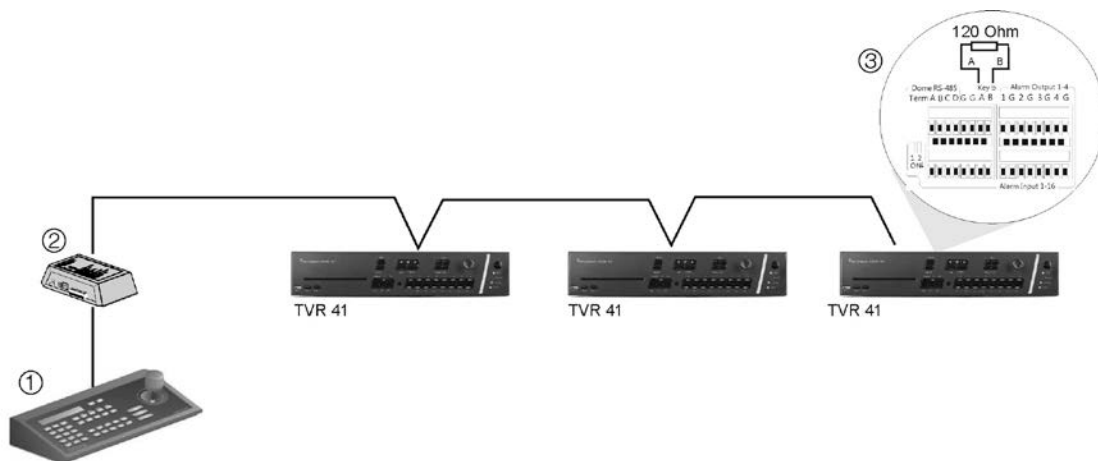 120 Ohm
③
A B
Dome RS-485 Key b Alarm Output 1-4
Term A B C D G G A B 1 G 2 G 3 G 4 G
1 2
ON
Alarm Input 1-16
②
TVR 41
TVR 41
TVR 41
①